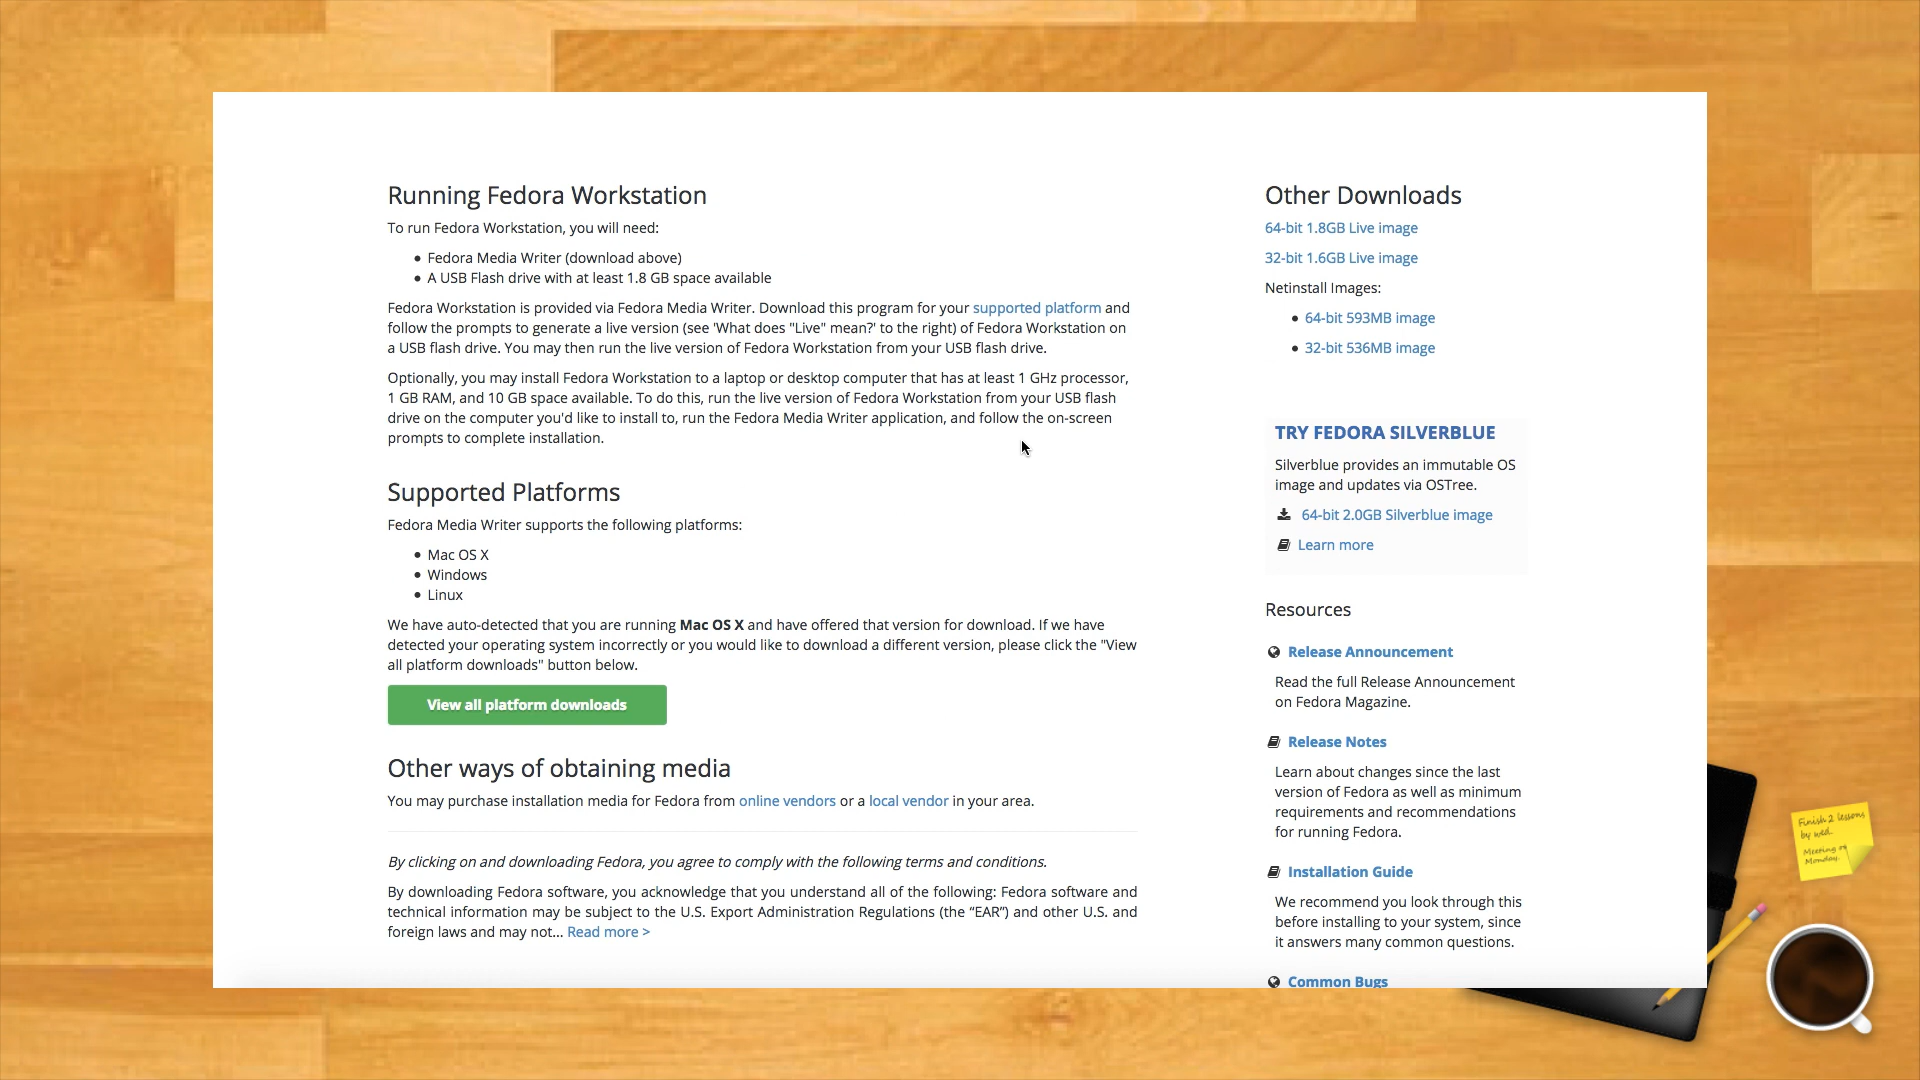 Running Fedora Workstation
To run Fedora Workstation, you will need:
• Fedora Media Writer (download above)
• A USB Flash drive with at least 1.8 GB space available
Fedora Workstation is provided via Fedora Media Writer. Download this program for your supported platform and
follow the prompts to generate a live version (see 'What does "Live" mean?' to the right) of Fedora Workstation on
a USB flash drive. You may then run the live version of Fedora Workstation from your USB flash drive.
Optionally, you may install Fedora Workstation to a laptop or desktop computer that has at least 1 GHz processor,
1 GB RAM, and 10 GB space available. To do this, run the live version of Fedora Workstation from your USB flash
drive on the computer you'd like to install to, run the Fedora Media Writer application, and follow the on-screen
prompts to complete installation.
Supported Platforms
Fedora Media Writer supports the following platforms:
• Mac OS X
• Windows
• Linux
We have auto-detected that you are running Mac OS X and have offered that version for download. If we have
detected your operating system incorrectly or you would like to download a different version, please click the "View
all platform downloads" button below.
View all platform downloads
Other ways of obtaining media
You may purchase installation media for Fedora from online vendors or a local vendor in your area.
By clicking on and downloading Fedora, you agree to comply with the following terms and conditions.
By downloading Fedora software, you acknowledge that you understand all of the following: Fedora software and
technical information may be subject to the U.S. Export Administration Regulations (the “EAR”) and other U.S. and
foreign laws and may not... Read more >
Other Downloads
64-bit 1.8GB Live image
32-bit 1.6GB Live image
Netinstall Images:
• 64-bit 593MB image
• 32-bit 536MB image
TRY FEDORA SILVERBLUE
Silverblue provides an immutable OS
image and updates via OSTree.
64-bit 2.0GB Silverblue image
Learn more
Resources
Release Announcement
Read the full Release Announcement
on Fedora Magazine.
Release Notes
Learn about changes since the last
version of Fedora as well as minimum
requirements and recommendations
for running Fedora.
Installation Guide
We recommend you look through this
before installing to your system, since
it answers many common questions.
Common Bugs
Finish 2 lessons
by wed.
Meeting on
Monday.